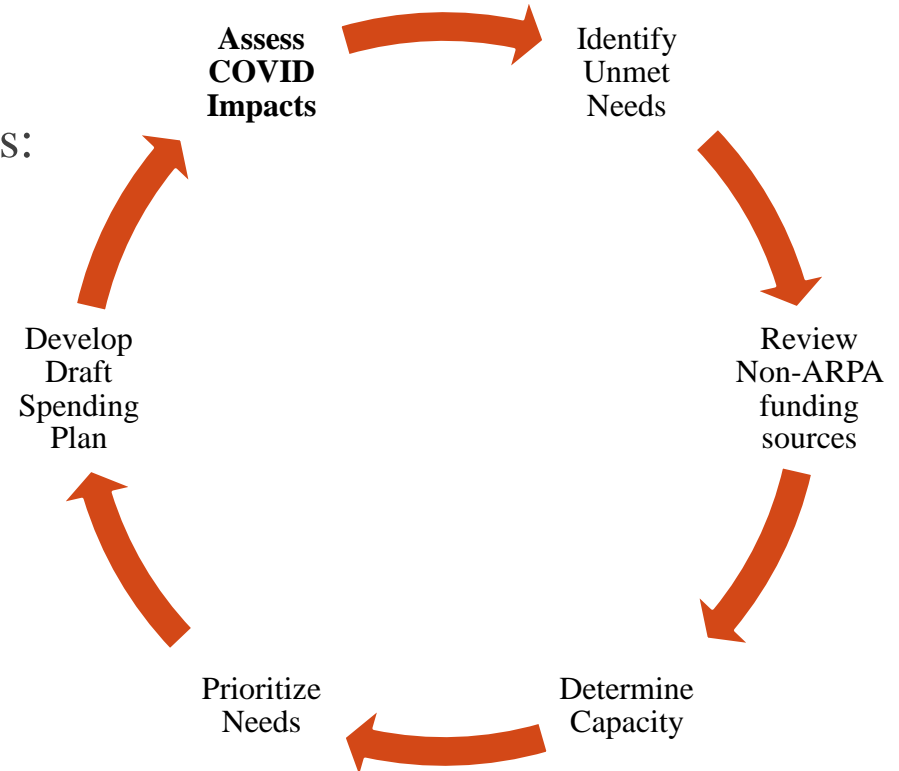 Assess
COVID
Impacts
Identify
Unmet
Needs
s:
Review
Non-ARPA
funding
sources
Determine
Capacity
Prioritize
Needs
Develop
Draft
Spending
Plan